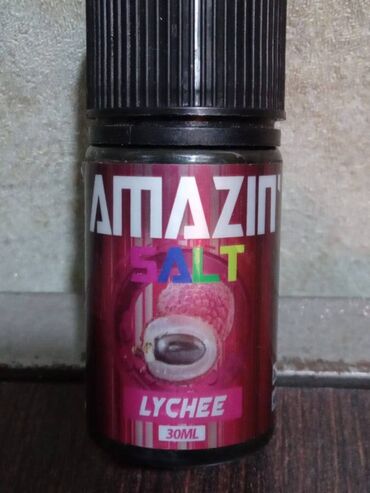 AMAZIN'
SALT
LYCHEE
30ML